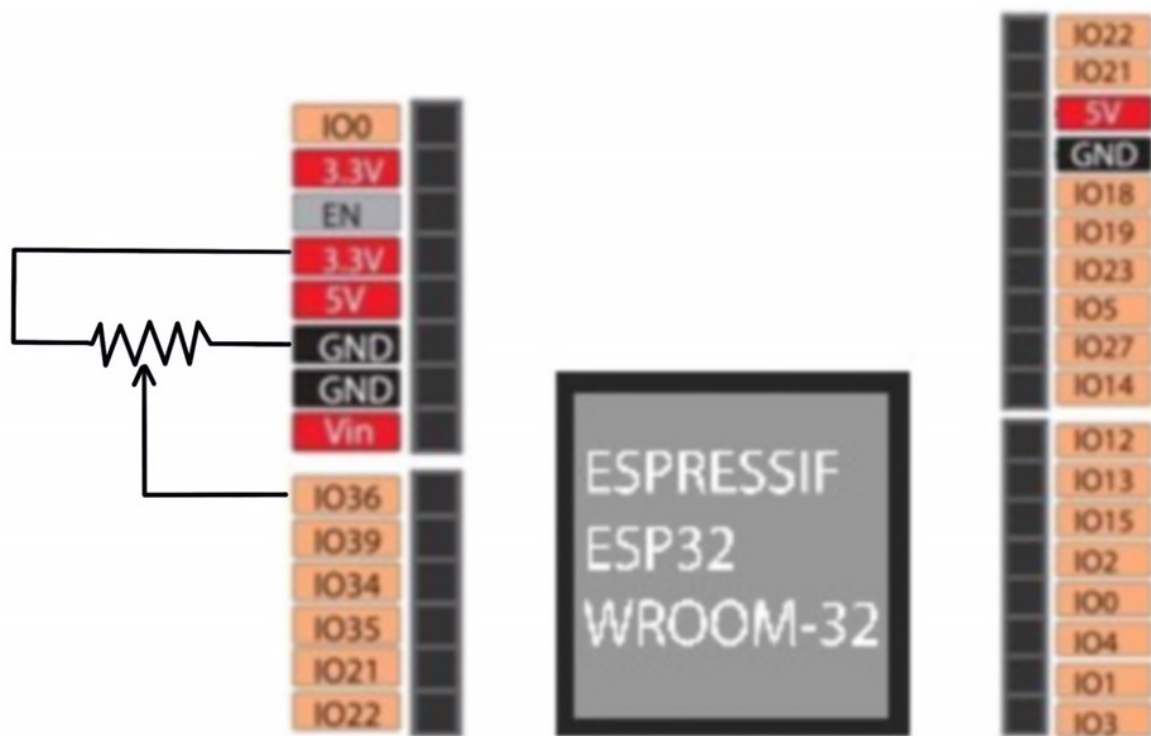 IO0
3.3V
EN
3.3V
5V
GND
GND
Vin
IO36
IO39
IO34
IO35
IO21
IO22
ESPRESSIF
ESP32
WROOM-32
IO22
IO21
5V
GND
IO18
IO19
IO23
IO5
IO27
IO14
IO12
IO13
IO15
IO2
IO0
IO4
IO1
IO3